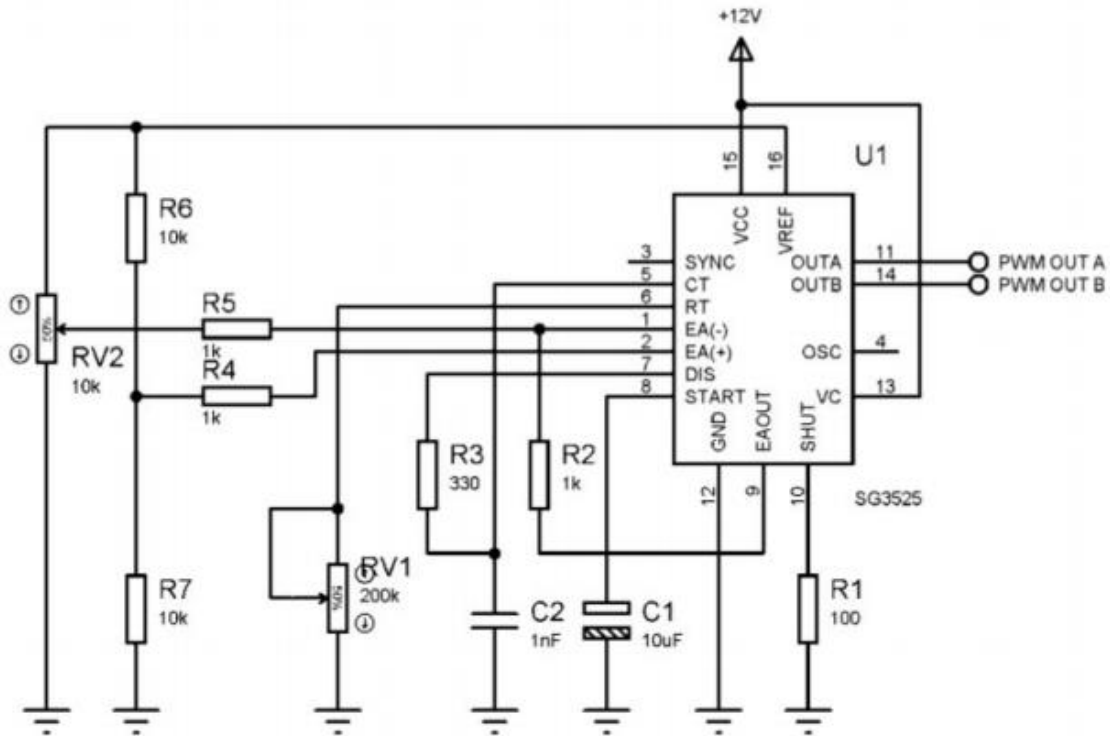 +12V
15
16
U1
R6
10k
VCC
VREF
3
SYNC
OUTA
11
PWM OUT A
5
CT
OUTB
14
PWM OUT B
6
RT
R5
1k
1
EA(-)
50%
RV2
10k
2
EA(+)
OSC
4
R4
1k
7
DIS
8
START
VC
13
GND
EAOUT
SHUT
R3
330
R2
1k
12
9
10
SG3525
RV1
200k
50%
R7
10k
C2
1nF
C1
10uF
R1
100